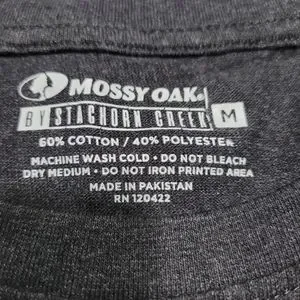 MOSSY OAK
BY STAGHORN CREEK M
60% COTTON / 40% POLYESTER
MACHINE WASH COLD • DO NOT BLEACH
DRY MEDIUM • DO NOT IRON PRINTED AREA
MADE IN PAKISTAN
RN 120422